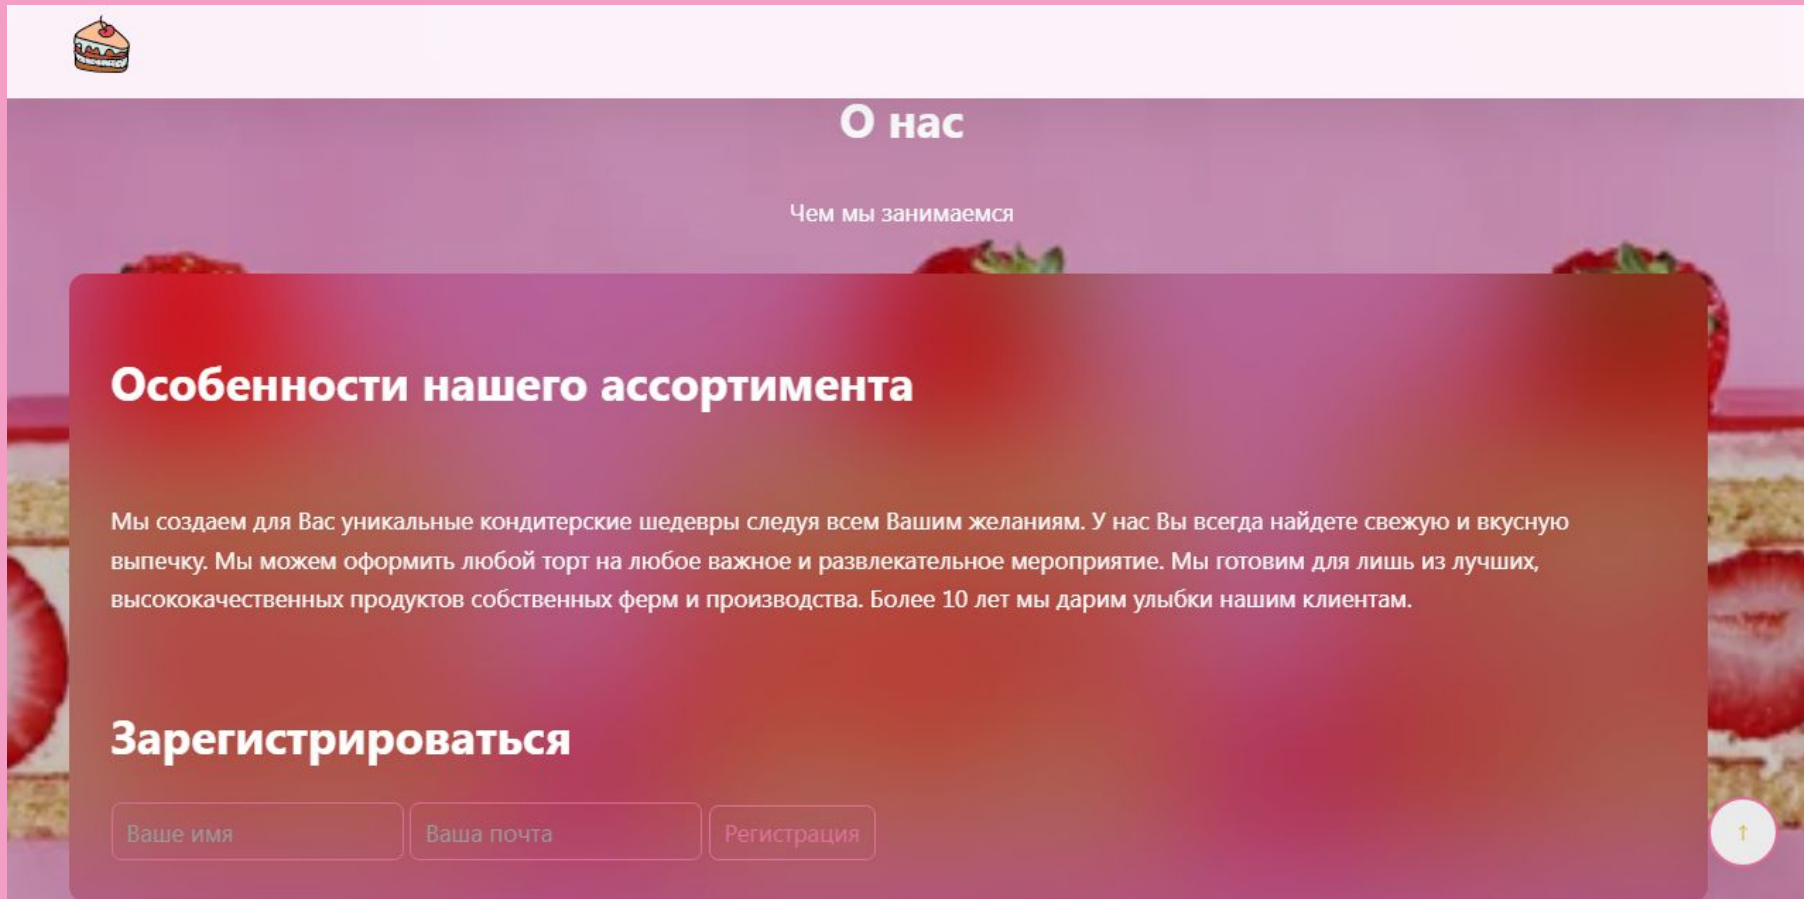 О нас
Чем мы занимаемся
Особенности нашего ассортимента
Мы создаем для Вас уникальные кондитерские шедевры следуя всем Вашим желаниям. У нас Вы всегда найдете свежую и вкусную
выпечку. Мы можем оформить любой торт на любое важное и развлекательное мероприятие. Мы готовим для лишь из лучших,
высококачественных продуктов собственных ферм и производства. Более 10 лет мы дарим улыбки нашим клиентам.
Зарегистрироваться
Ваше имя Ваша почта Регистрация
↑